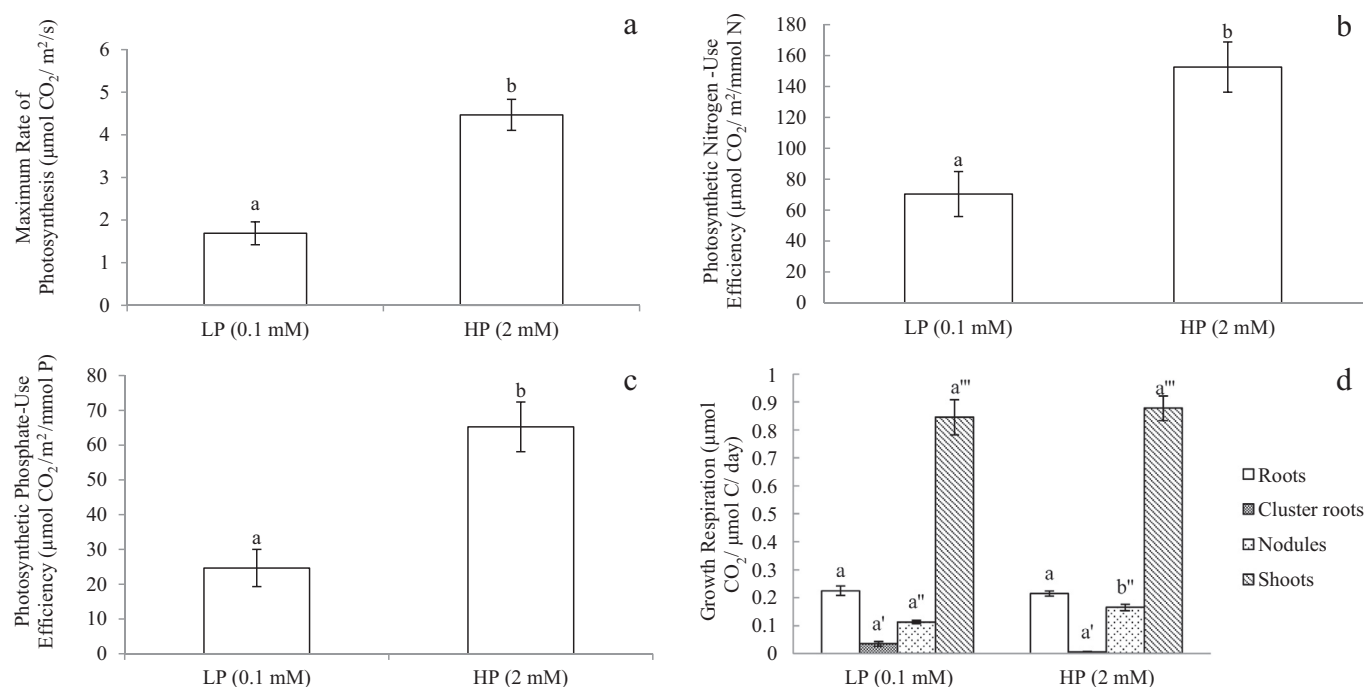 a
Maximum Rate of
Photosynthesis (μmol CO2/ m2/s)
6
5
4
3
2
1
0
a
b
LP (0.1 mM)
HP (2 mM)
b
Photosynthetic Nitrogen -Use
Efficiency (μmol CO2/ m2/mmol N)
180
160
140
120
100
80
60
40
20
0
a
b
LP (0.1 mM)
HP (2 mM)
c
Photosynthetic Phosphate-Use
Efficiency (μmol CO2/m2/mmol P)
80
70
60
50
40
30
20
10
0
a
b
LP (0.1 mM)
HP (2 mM)
d
Growth Respiration (μmol
CO2/ μmol C/ day)
1
0.9
0.8
0.7
0.6
0.5
0.4
0.3
0.2
0.1
0
a
a'
a"
a"'
a
a'
b"
a"'
LP (0.1 mM)
HP (2 mM)
Roots
Cluster roots
Nodules
Shoots